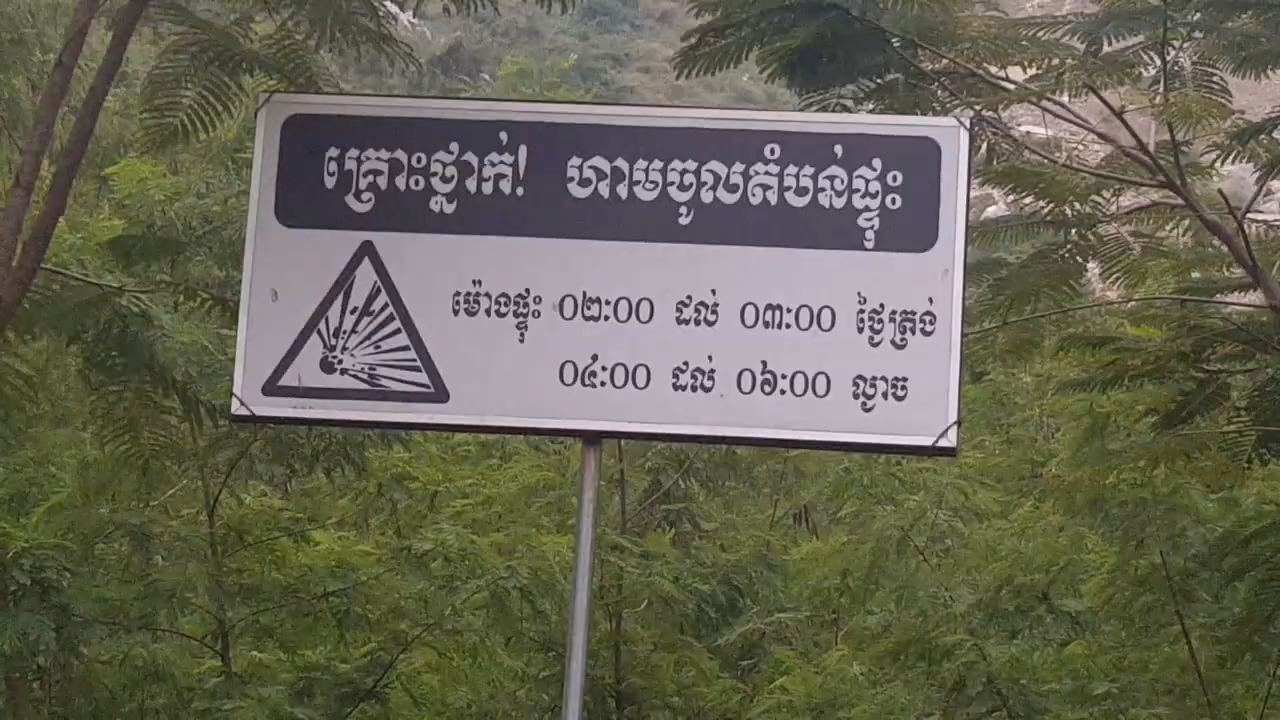 គ្រោះថ្នាក់! ហាមចូលតំបន់ផ្ទុះ
ម៉ោងផ្ទុះ ០២:០០ ដល់ ០៣:០០ ថ្ងៃត្រង់
០៤:០០ ដល់ ០៦:០០ ល្ងាច